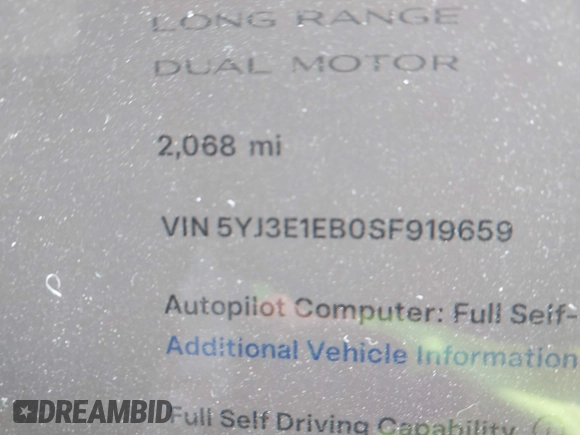 LONG RANGE
DUAL MOTOR
2,068 mi
VIN 5YJ3E1EB0SF919659
Autopilot Computer: Full Self-
Additional Vehicle Information
Full Self Driving Capability
DREAMBID